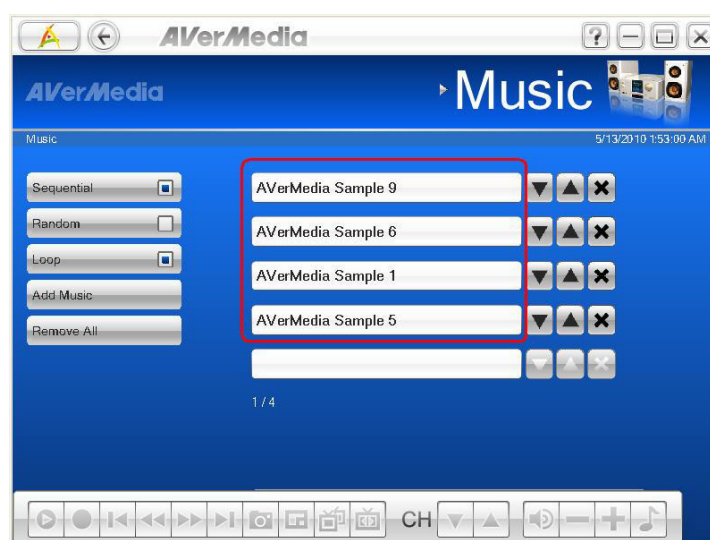 AVerMedia
?
AVerMedia
Music
Music
5/13/2010 1:53:00 AM
Sequential
Random
Loop
Add Music
Remove All
AVerMedia Sample 9
AVerMedia Sample 6
AVerMedia Sample 1
AVerMedia Sample 5
1 / 4
CH